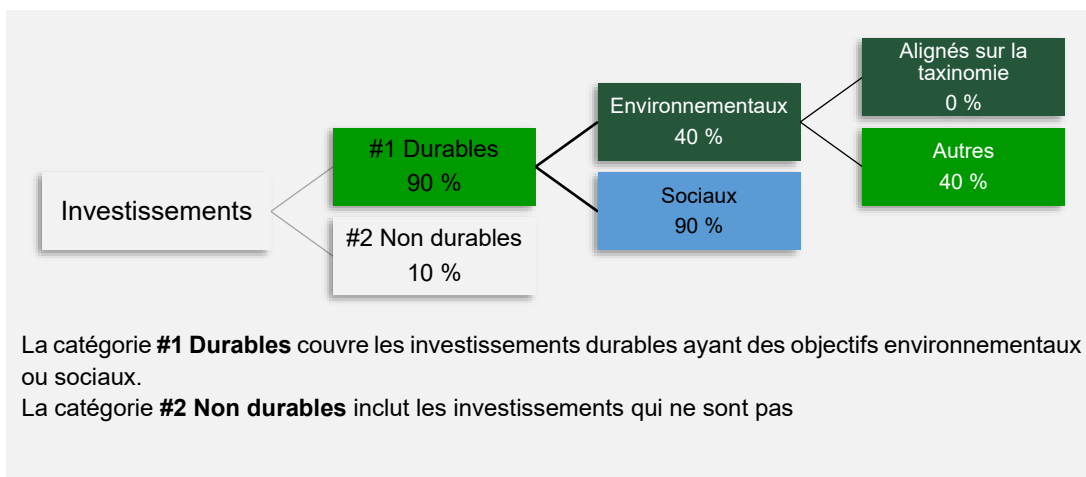 Investissements
#1 Durables
90 %
#2 Non durables
10 %
Environnementaux
40 %
Sociaux
90 %
Alignés sur la
taxinomie
0 %
Autres
40 %
La catégorie #1 Durables couvre les investissements durables ayant des objectifs environnementaux
ou sociaux.
La catégorie #2 Non durables inclut les investissements qui ne sont pas